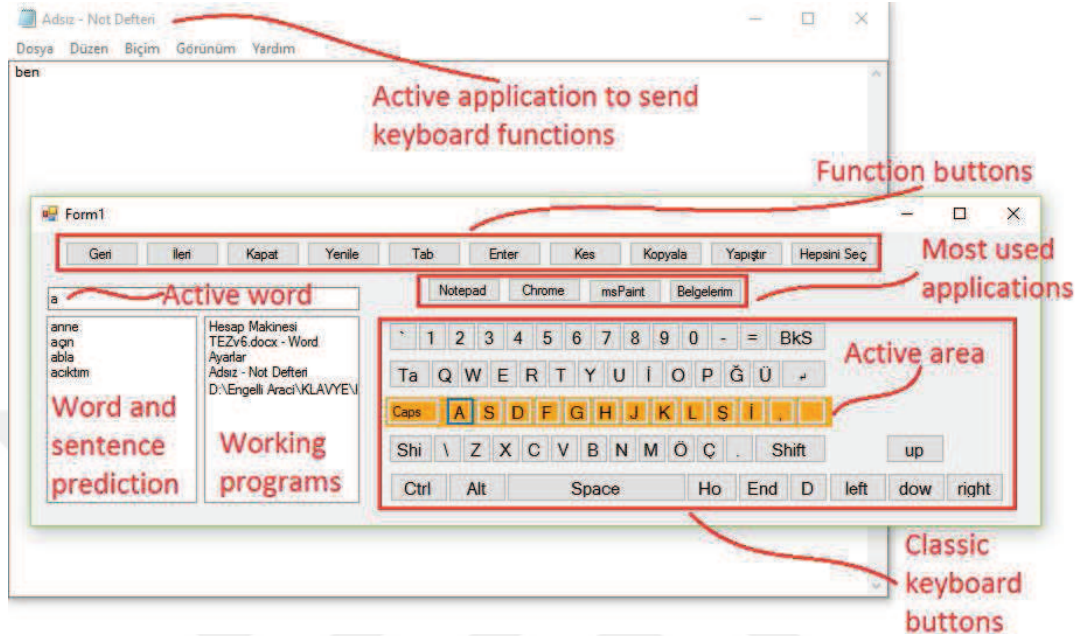 Adsız - Not Defteri
Dosya Düzen Biçim Görünüm Yardım
ben
Active application to send
keyboard functions
Function buttons
Form1
Geri İleri Kapat Yenile Tab Enter Kes Kopyala Yapıştır Hepsini Seç
Most used
applications
Notepad Chrome msPaint Belgelerim
a
Active word
anne
açın
abla
acıktım
Word and
sentence
prediction
Hesap Makinesi
TEZv6.docx - Word
Ayarlar
Adsız - Not Defteri
D:\Engelli Araci\KLAVYE\
Working
programs
` 1 2 3 4 5 6 7 8 9 0 - = BkS
Active area
Ta Q W E R T Y U İ O P Ğ Ü ↵
Caps A S D F G H J K L Ş İ ,
Shi \ Z X C V B N M Ö Ç . Shift up
Ctrl Alt Space Ho End D left dow right
Classic
keyboard
buttons